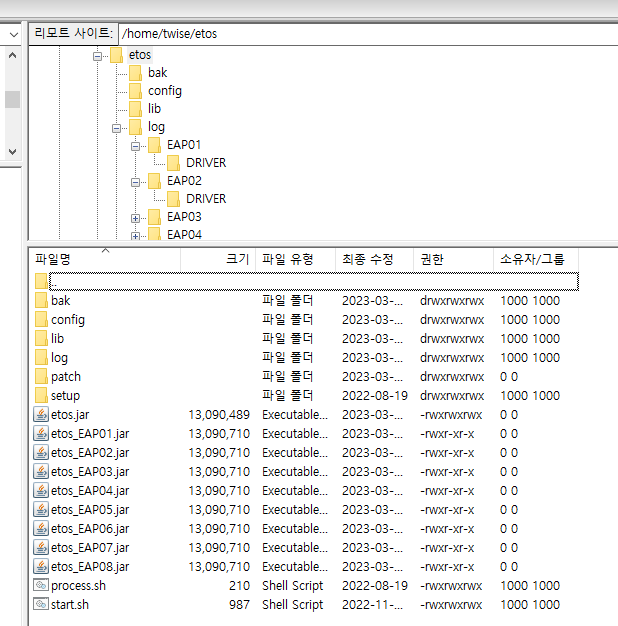 리모트 사이트: /home/twise/etos
etos
bak
config
lib
log
EAP01
DRIVER
EAP02
DRIVER
EAP03
EAP04
파일명 크기 파일 유형 최종 수정 권한 소유자/그룹
..
bak 파일 폴더 2023-03-... drwxrwxrwx 1000 1000
config 파일 폴더 2023-03-... drwxrwxrwx 1000 1000
lib 파일 폴더 2023-03-... drwxrwxrwx 1000 1000
log 파일 폴더 2023-03-... drwxrwxrwx 1000 1000
patch 파일 폴더 2023-03-... drwxrwxrwx 0 0
setup 파일 폴더 2022-08-19 drwxrwxrwx 1000 1000
etos.jar 13,090,489 Executable... 2023-03-... -rwxrwxrwx 0 0
etos_EAP01.jar 13,090,710 Executable... 2023-03-... -rwxr-xr-x 0 0
etos_EAP02.jar 13,090,710 Executable... 2023-03-... -rwxr-xr-x 0 0
etos_EAP03.jar 13,090,710 Executable... 2023-03-... -rwxr-xr-x 0 0
etos_EAP04.jar 13,090,710 Executable... 2023-03-... -rwxr-xr-x 0 0
etos_EAP05.jar 13,090,710 Executable... 2023-03-... -rwxr-xr-x 0 0
etos_EAP06.jar 13,090,710 Executable... 2023-03-... -rwxr-xr-x 0 0
etos_EAP07.jar 13,090,710 Executable... 2023-03-... -rwxr-xr-x 0 0
etos_EAP08.jar 13,090,710 Executable... 2023-03-... -rwxr-xr-x 0 0
process.sh 210 Shell Script 2022-08-19 -rwxrwxrwx 1000 1000
start.sh 987 Shell Script 2022-11-... -rwxrwxrwx 1000 1000